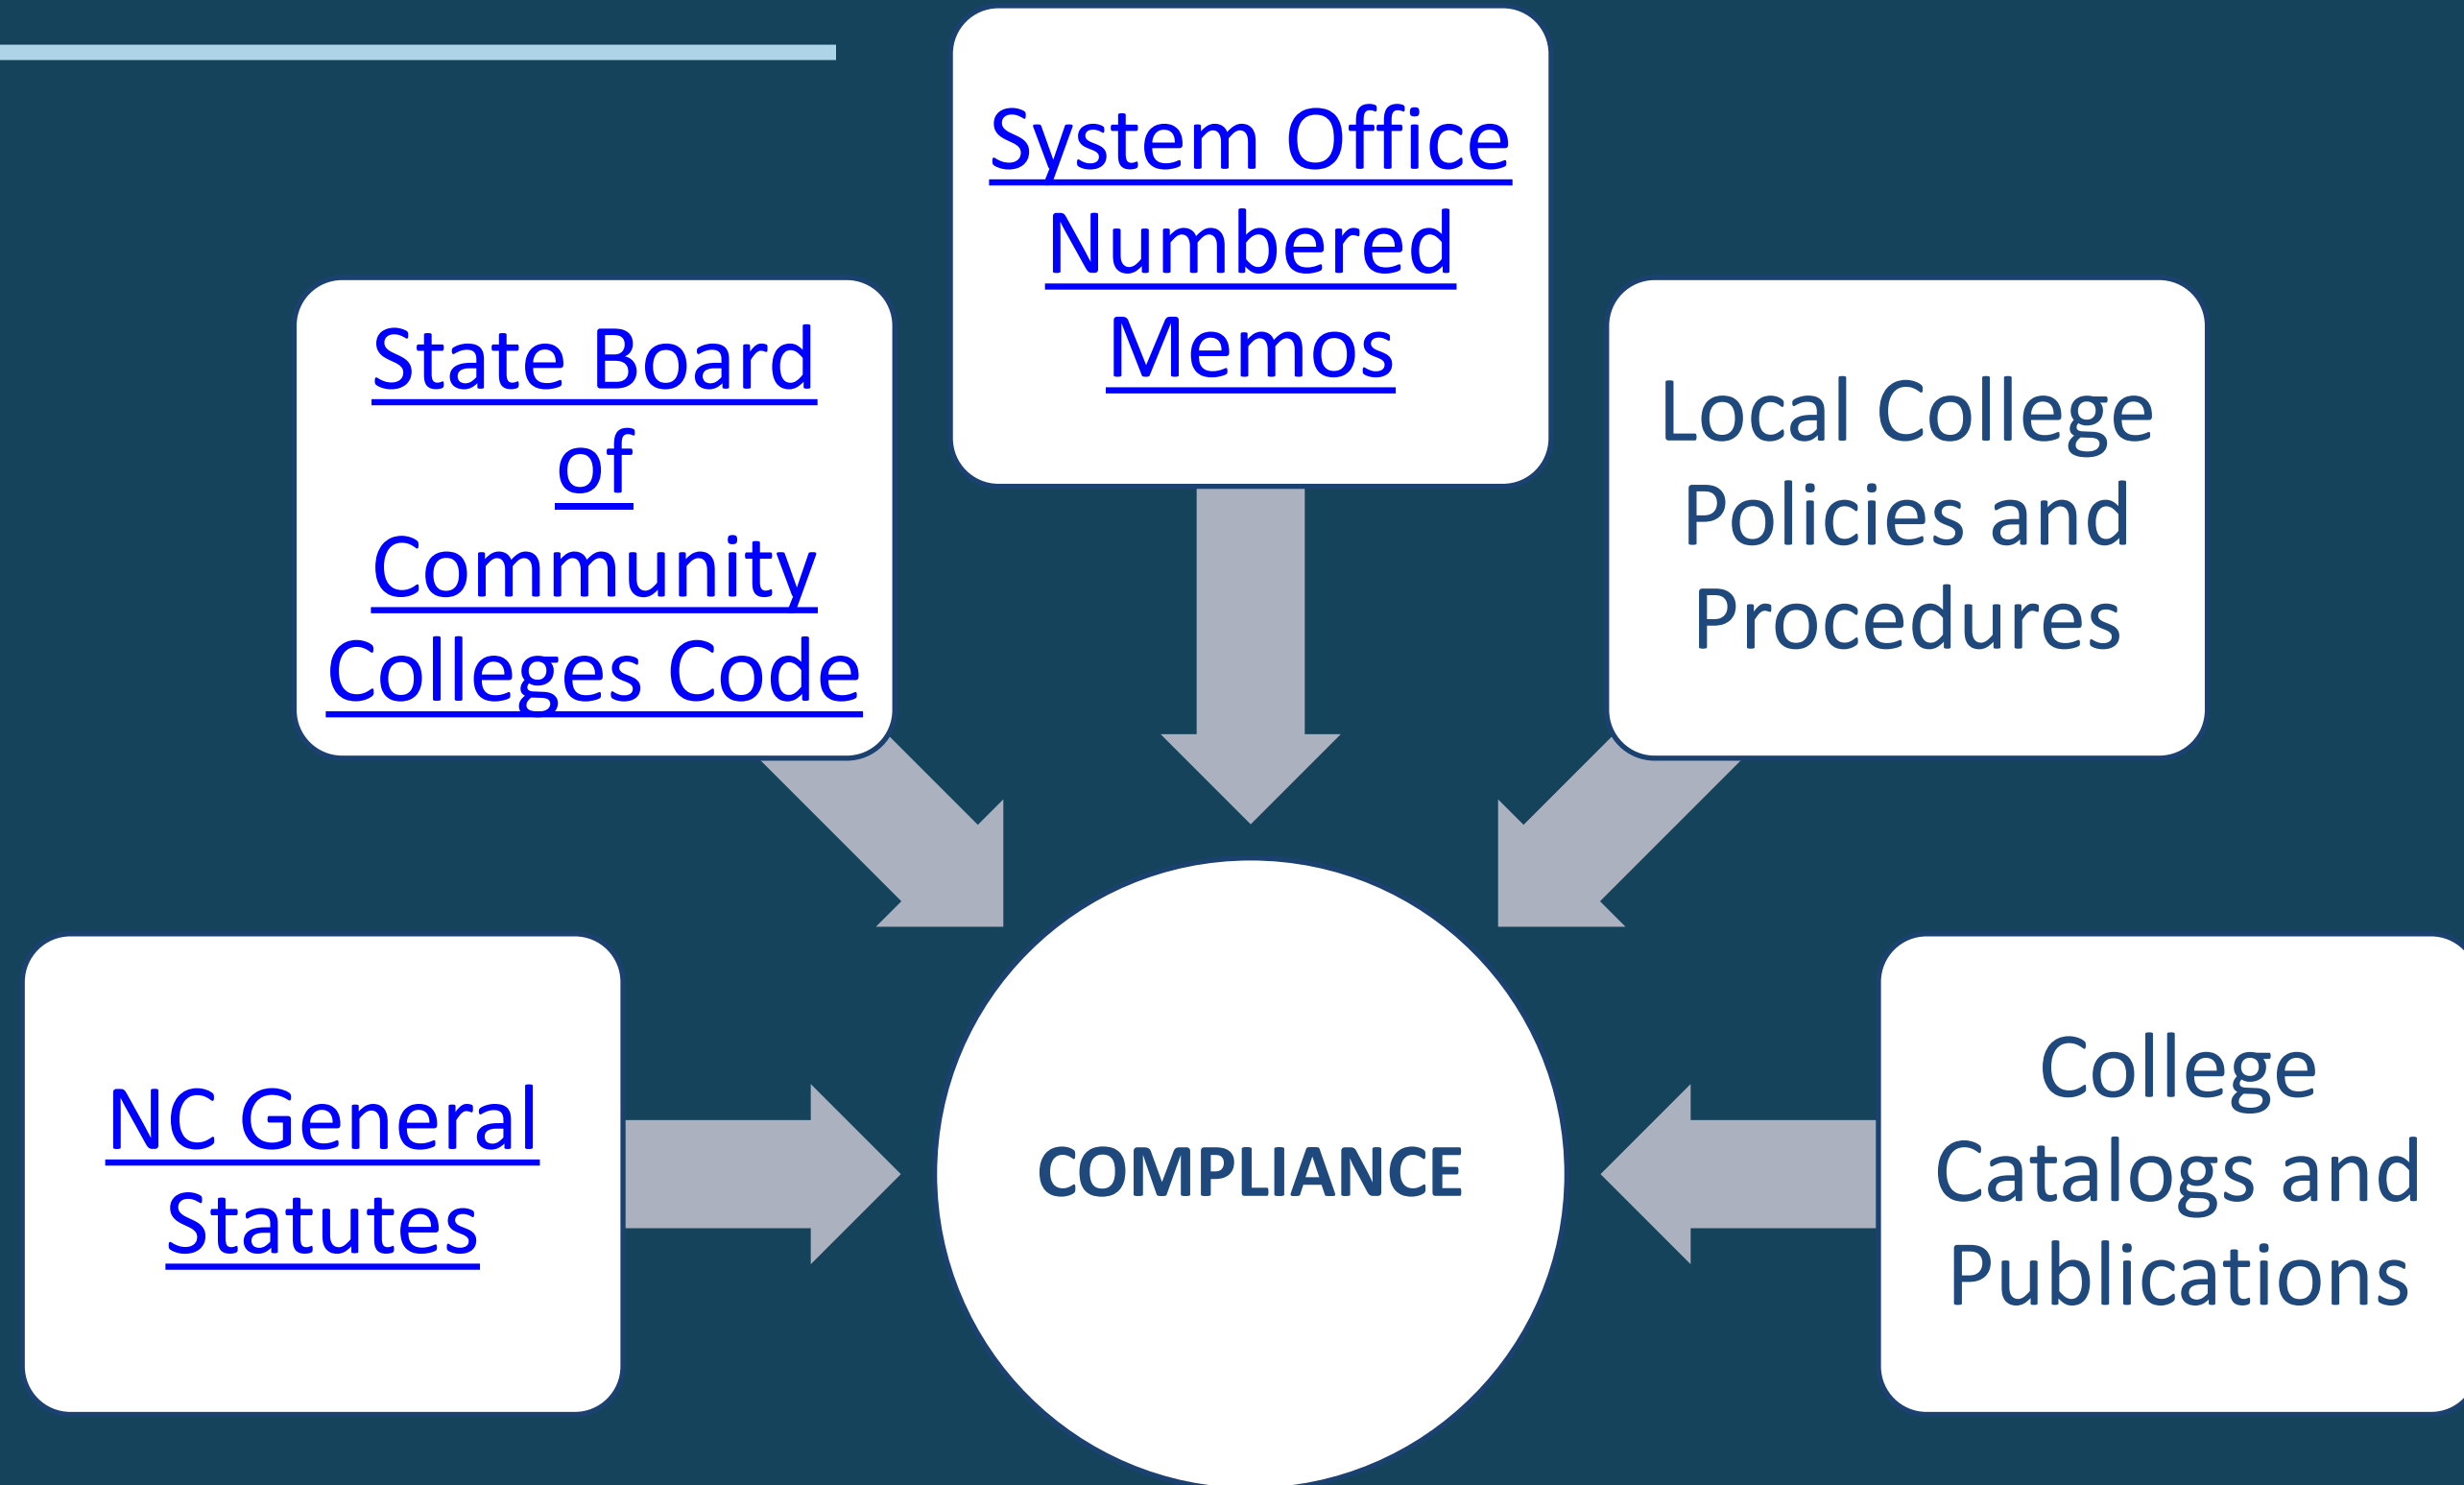 System Office
Numbered
Memos
State Board
of
Community
Colleges Code
Local College
Policies and
Procedures
NC General
Statutes
COMPLIANCE
College
Catalogs and
Publications